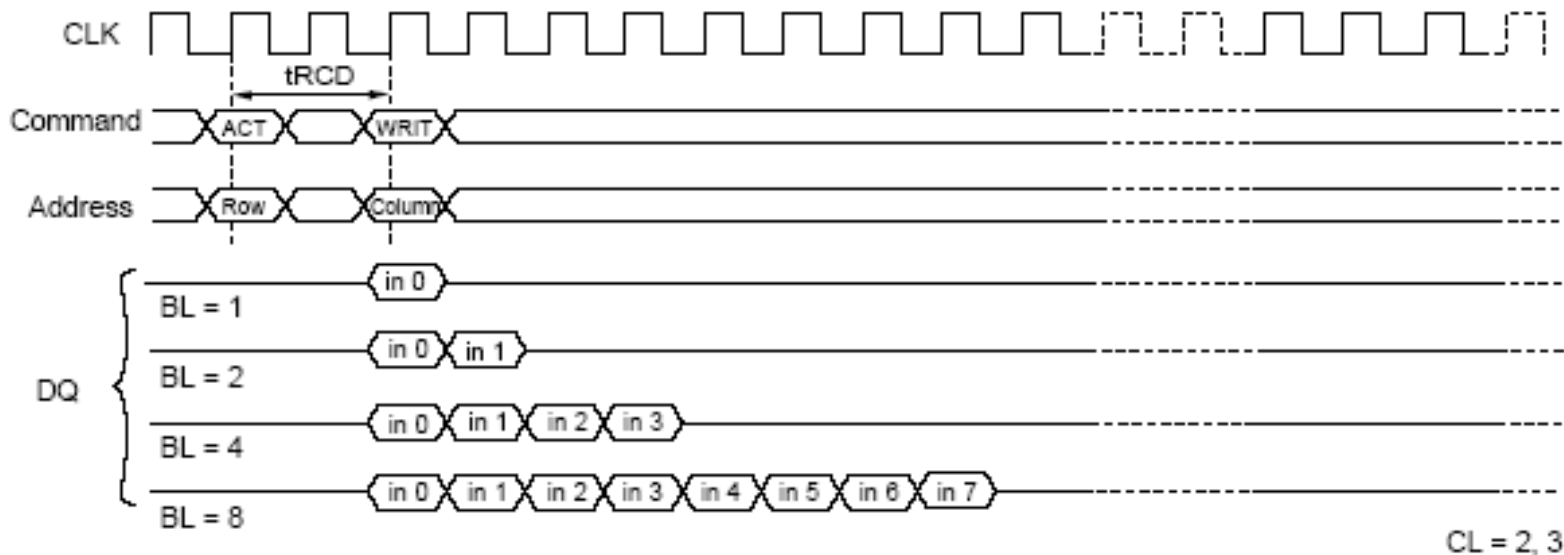 CLK
tRCD
Command ACT WRIT
Address Row Column
in 0
BL = 1
in 0 in 1
BL = 2
DQ
in 0 in 1 in 2 in 3
BL = 4
in 0 in 1 in 2 in 3 in 4 in 5 in 6 in 7
BL = 8
CL = 2, 3